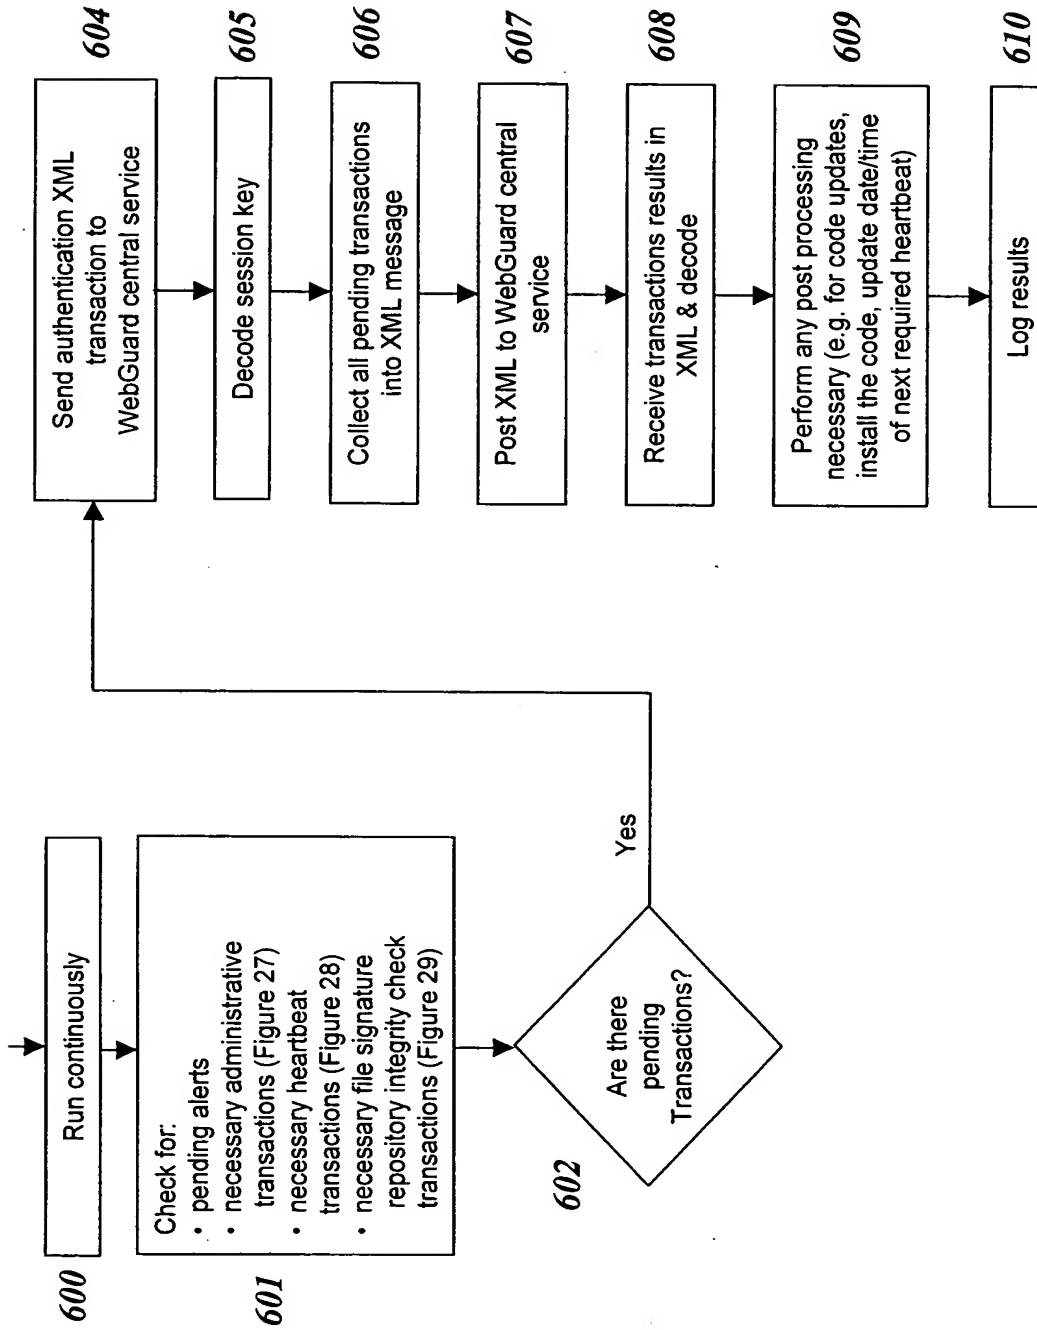 600
Run continuously
601
Check for:
• pending alerts
• necessary administrative
transactions (Figure 27)
• necessary heartbeat
transactions (Figure 28)
• necessary file signature
repository integrity check
transactions (Figure 29)
602
Are there
pending
Transactions?
Yes
Send authentication XML
transaction to
WebGuard central service
604
Decode session key
605
Collect all pending transactions
into XML message
606
Post XML to WebGuard central
service
607
Receive transactions results in
XML & decode
608
Perform any post processing
necessary (e.g. for code updates,
install the code, update date/time
of next required heartbeat)
609
Log results
610